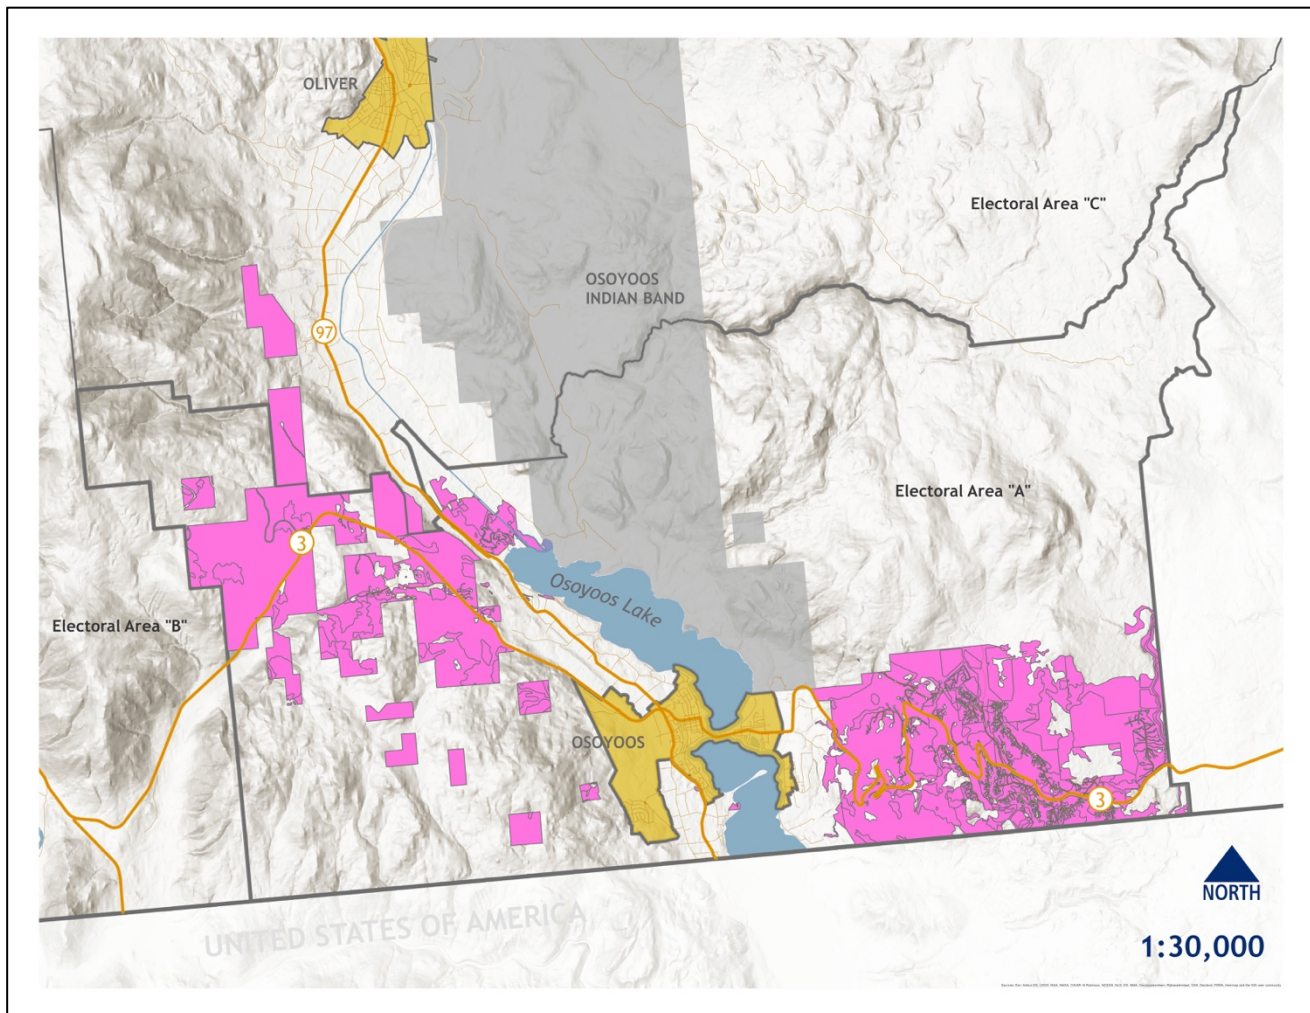 OLIVER
Electoral Area "C"
OSOYOOS
INDIAN BAND
97
Electoral Area "A"
3
Osoyoos Lake
Electoral Area "B"
OSOYOOS
3
NORTH
UNITED STATES OF AMERICA
1:30,000